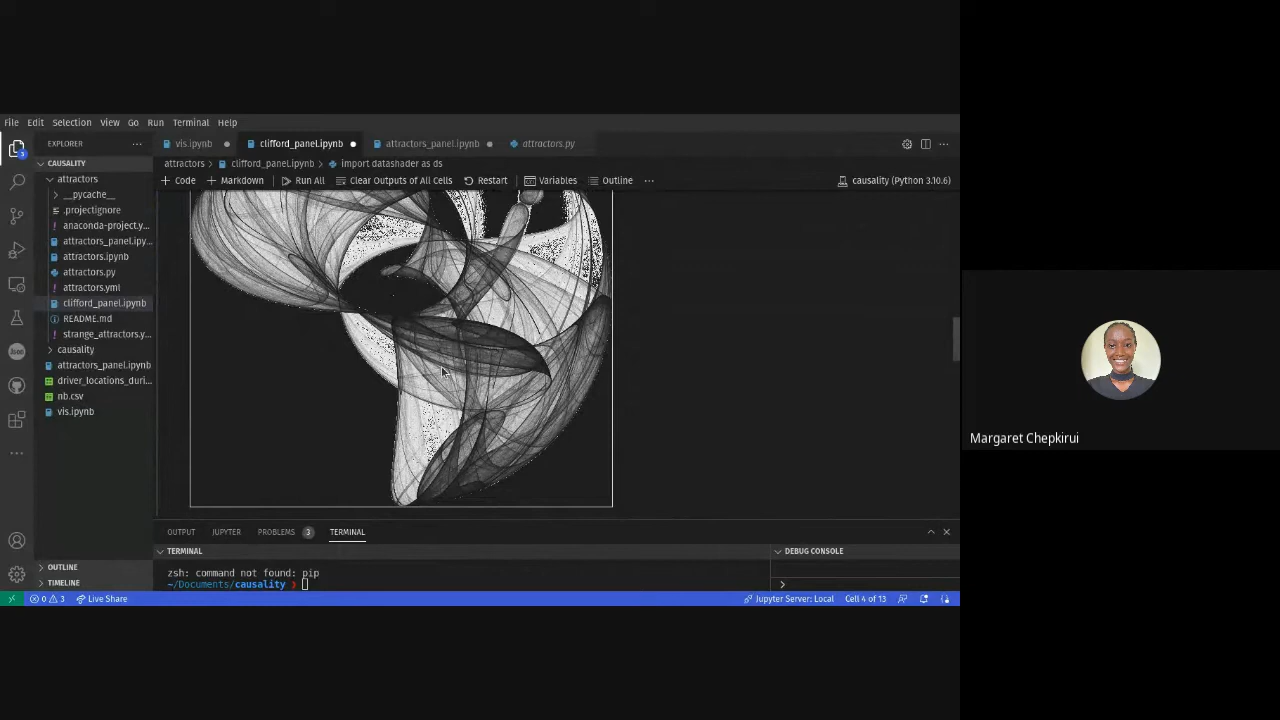 File Edit Selection View Go Run Terminal Help
EXPLORER
vis.ipynb
clifford_panel.ipynb
attractors_panel.ipynb
attractors.py
CAUSALITY
attractors > clifford_panel.ipynb > import datashader as ds
+ Code + Markdown Run All Clear Outputs of All Cells Restart Variables Outline
causality (Python 3.10.6)
attractors
__pycache__
.projectignore
anaconda-project.y...
attractors_panel.ipy...
attractors.ipynb
attractors.py
attractors.yml
clifford_panel.ipynb
README.md
strange_attractors.y...
causality
attractors_panel.ipynb
driver_locations_duri...
nb.csv
vis.ipynb
OUTLINE
TIMELINE
OUTPUT JUPYTER PROBLEMS 3 TERMINAL
TERMINAL
DEBUG CONSOLE
zsh: command not found: pip
~/Documents/causality ❯
0 3 Live Share
Jupyter Server: Local Cell 4 of 13
Margaret Chepkirui